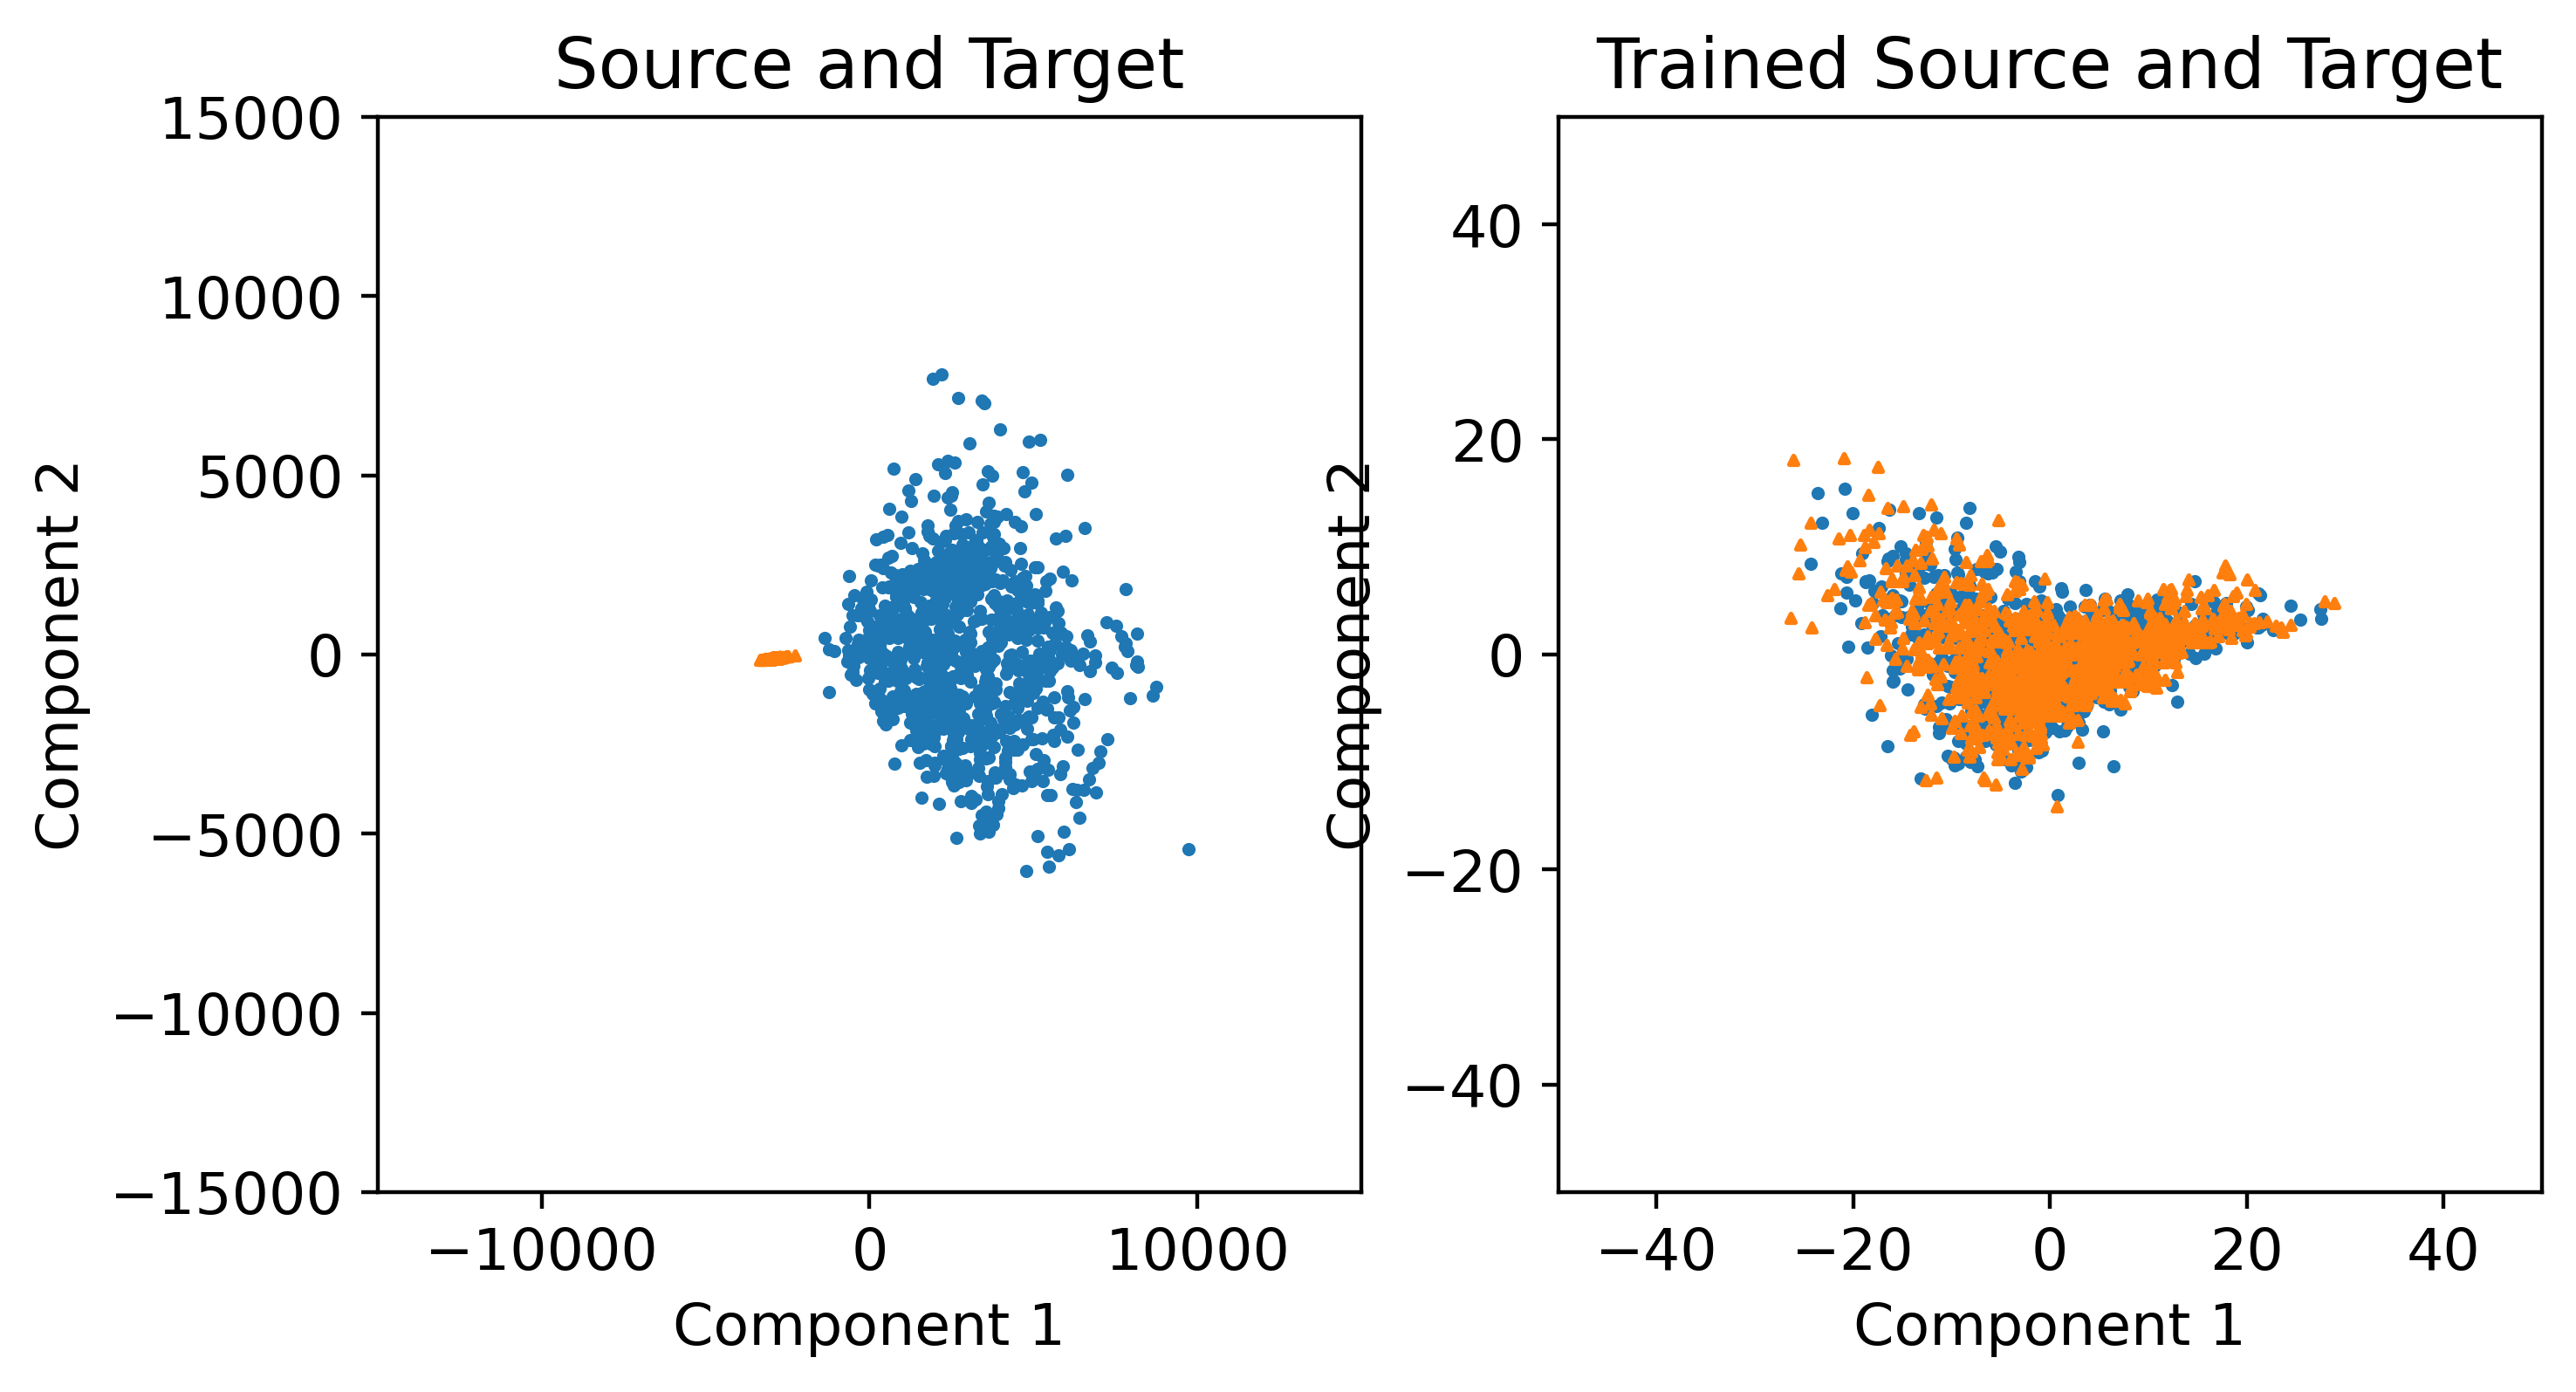 Source and Target
15000
10000
5000
0
−5000
−10000
−15000
Component 2
−10000 0 10000
Component 1
Trained Source and Target
40
20
0
−20
−40
Component 2
−40 −20 0 20 40
Component 1